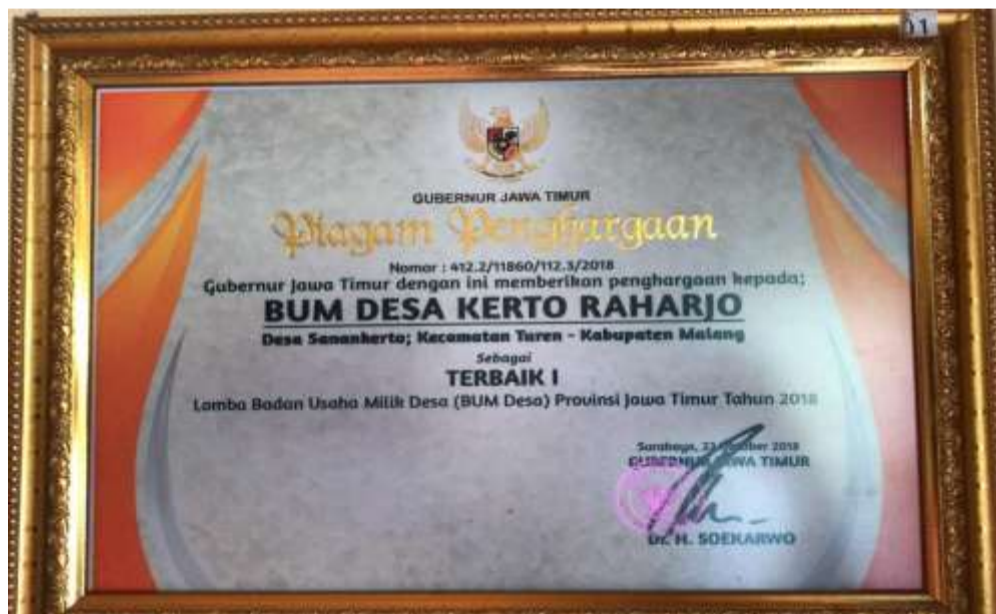 01
GUBERNUR JAWA TIMUR
Piagam Penghargaan
Nomor : 412.2/11860/112.3/2018
Gubernur Jawa Timur dengan ini memberikan penghargaan kepada;
BUM DESA KERTO RAHARJO
Desa Sanankerto; Kecamatan Turen - Kabupaten Malang
Sebagai
TERBAIK I
Lomba Badan Usaha Milik Desa (BUM Desa) Provinsi Jawa Timur Tahun 2018
Surabaya, 2018
GUBERNUR JAWA TIMUR
Dr. H. SOEKARWO